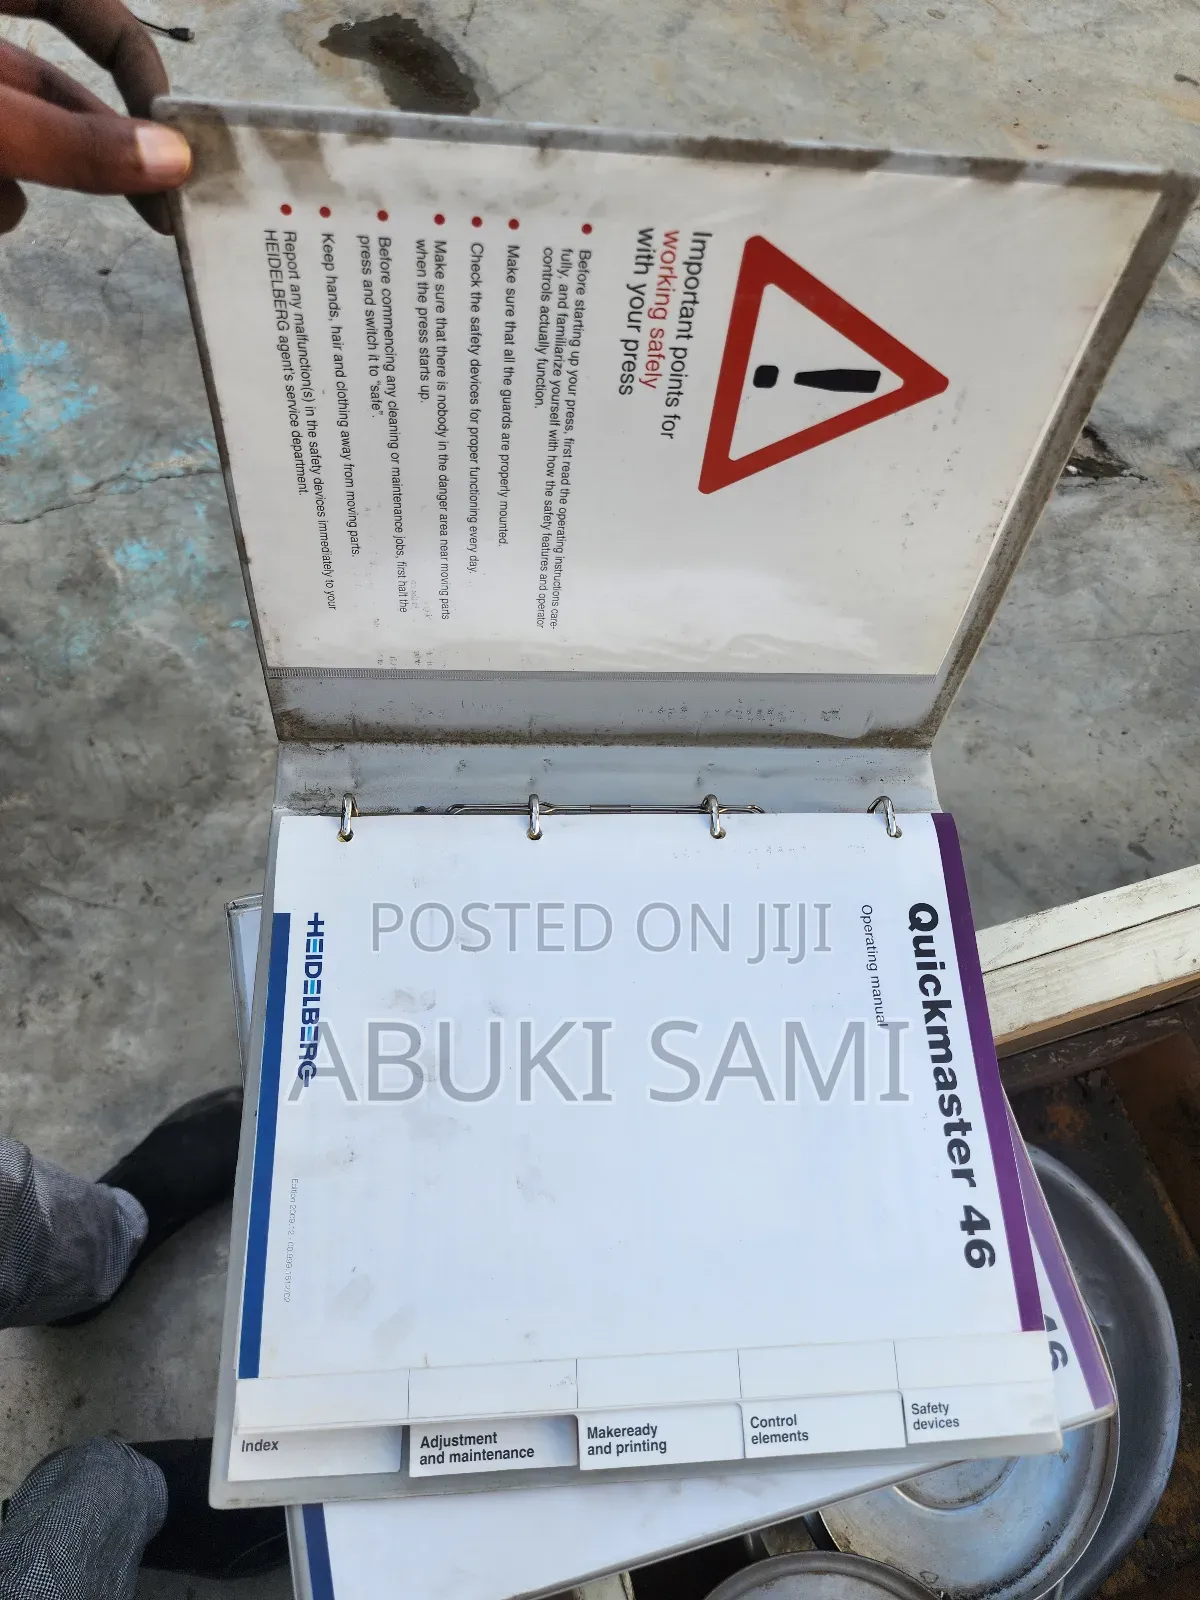 Important points for
working safely
with your press
Before starting up your press, first read the operating instructions care-
fully, and familiarize yourself with how the safety features and operator
controls actually function.
Make sure that all the guards are properly mounted.
Check the safety devices for proper functioning every day.
Make sure that there is nobody in the danger area near moving parts
when the press starts up.
Before commencing any cleaning or maintenance jobs, first halt the
press and switch it to "safe".
Keep hands, hair and clothing away from moving parts.
Report any malfunction(s) in the safety devices immediately to your
HEIDELBERG agent's service department.
Quickmaster 46
Operating manual
POSTED ON JIJI
ABUKI SAMI
HEIDELBERG
Edition
46
Safety
devices
Control
elements
Makeready
and printing
Adjustment
and maintenance
Index